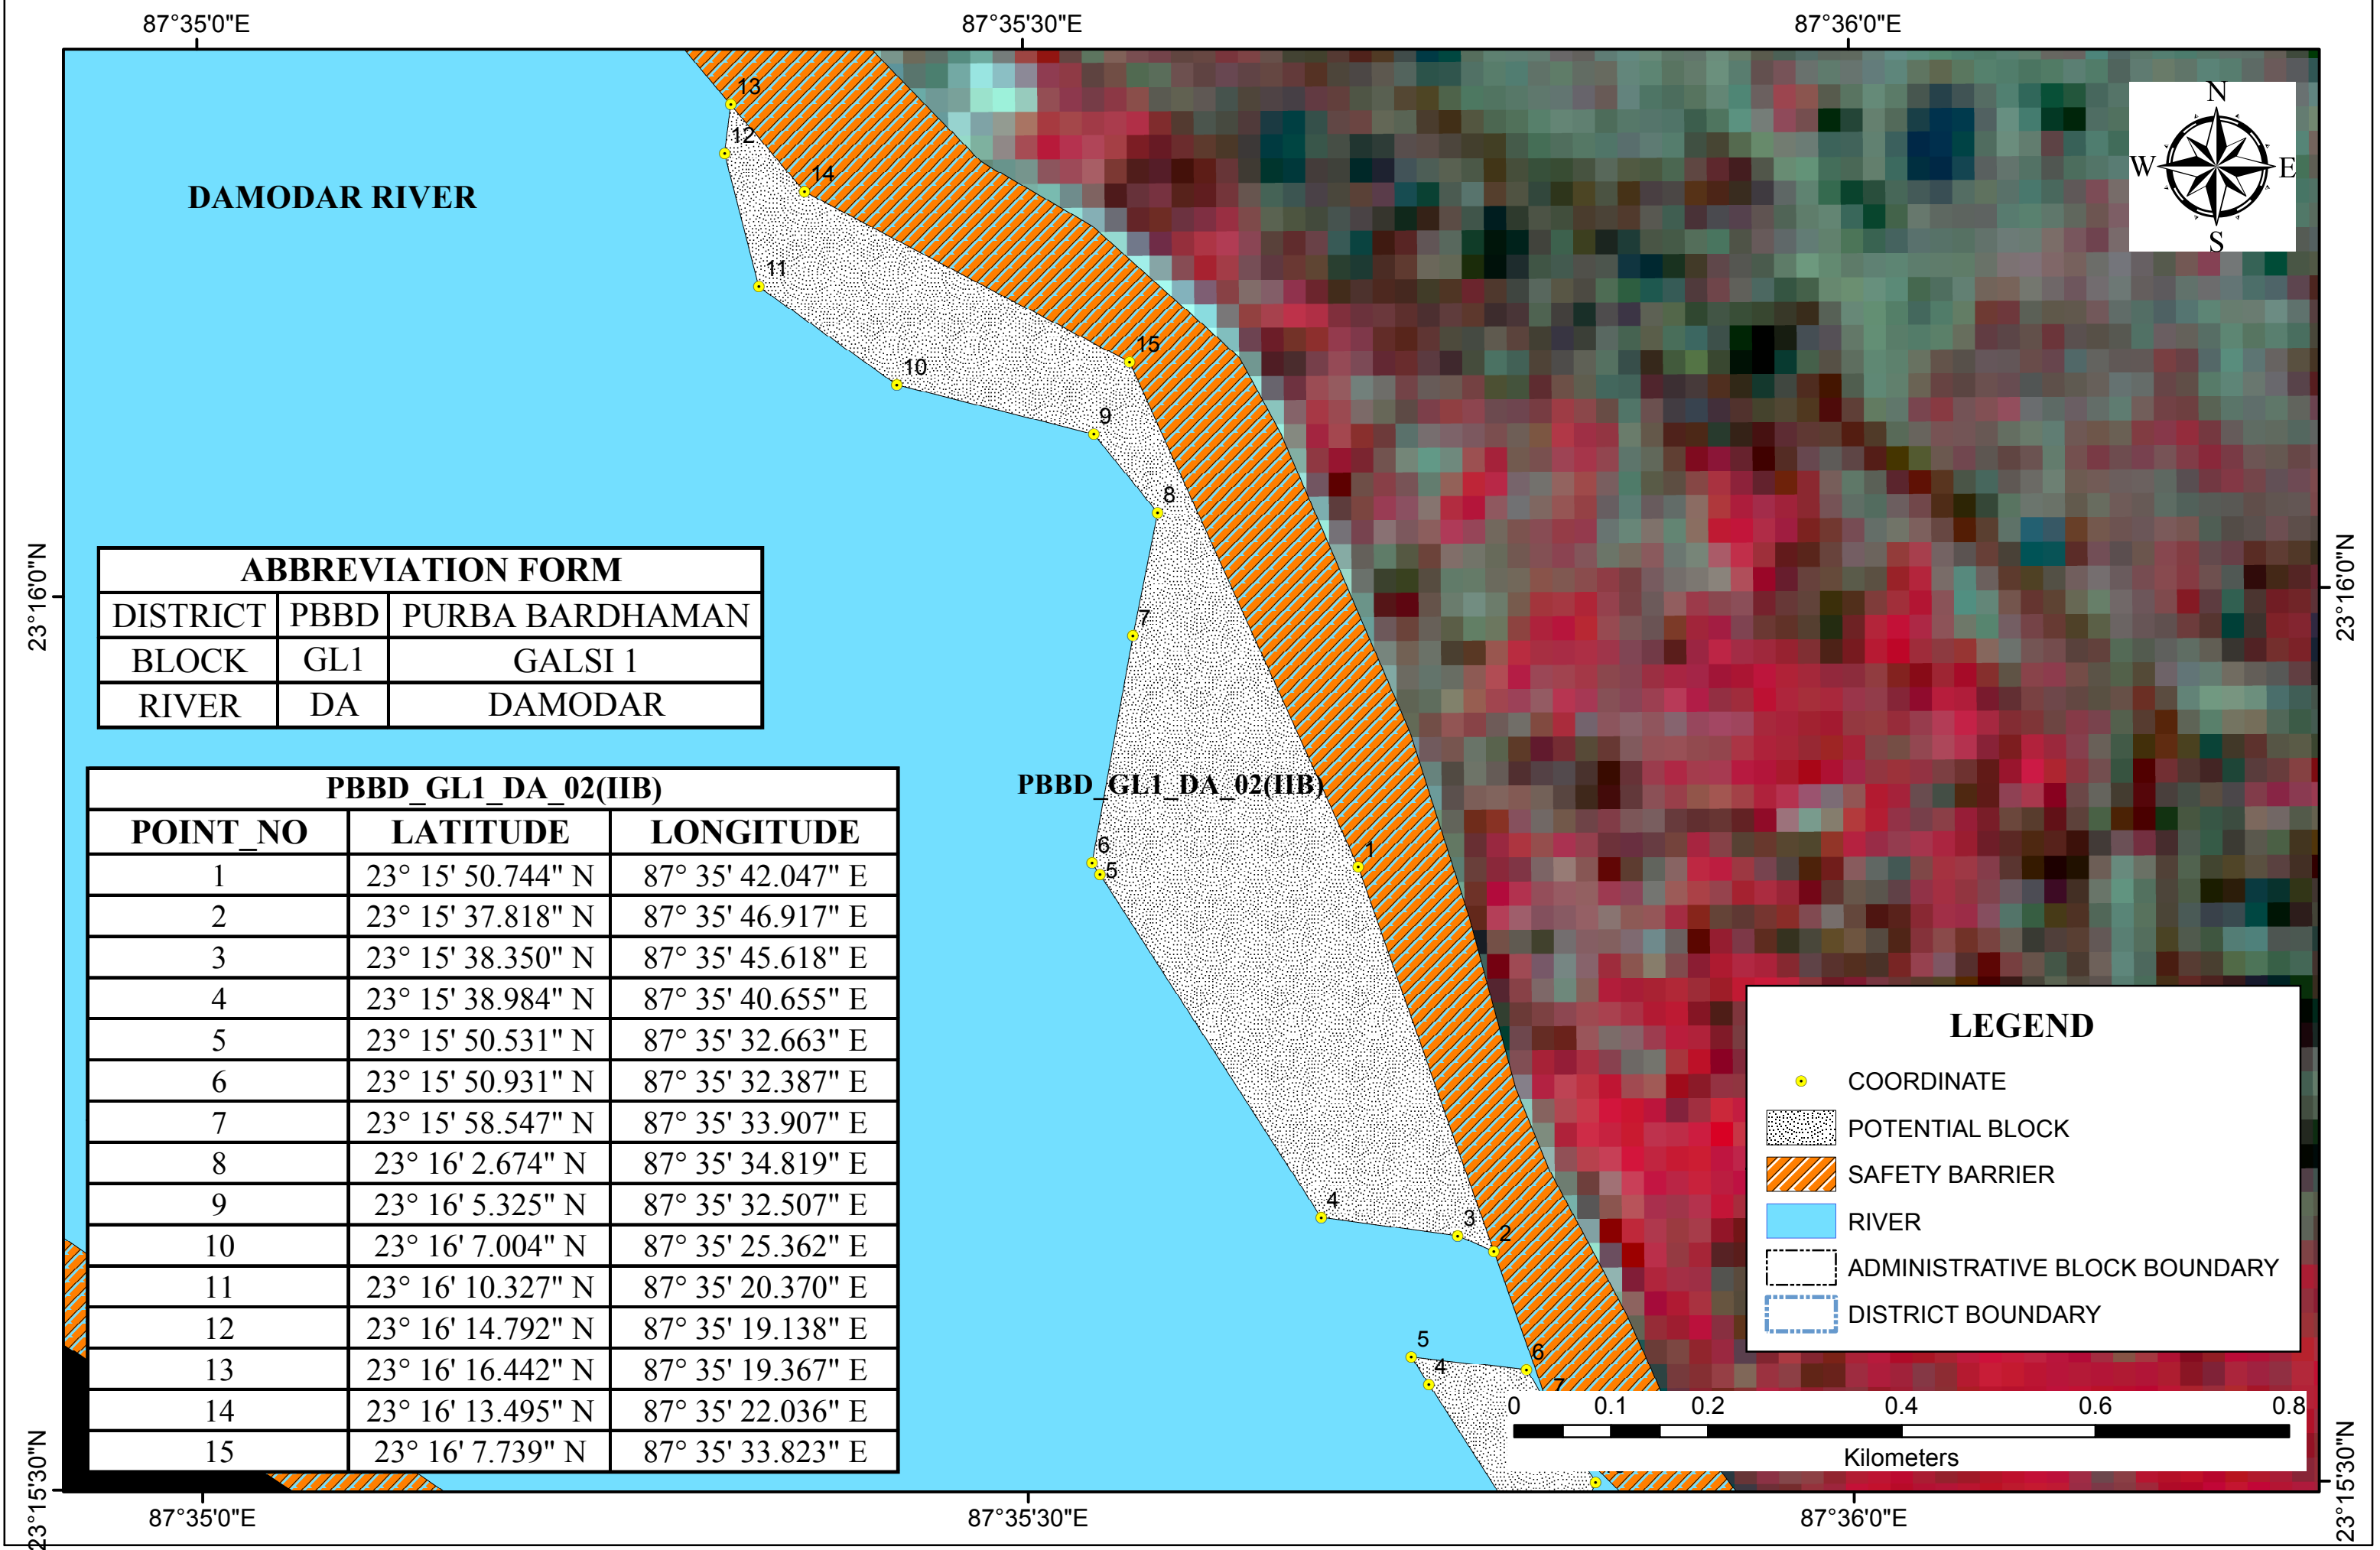 87°35'0"E 87°35'30"E 87°36'0"E
13
12
14
DAMODAR RIVER
11
15
10
9
8
7
N
W E
S
23°16'0"N
23°16'0"N
ABBREVIATION FORM
DISTRICT PBBD PURBA BARDHAMAN
BLOCK GL1 GALSI 1
RIVER DA DAMODAR
PBBD_GL1_DA_02(IIB)
PBBD_GL1_DA_02(IIB)
POINT_NO LATITUDE LONGITUDE
1 23° 15' 50.744" N 87° 35' 42.047" E
2 23° 15' 37.818" N 87° 35' 46.917" E
3 23° 15' 38.350" N 87° 35' 45.618" E
4 23° 15' 38.984" N 87° 35' 40.655" E
5 23° 15' 50.531" N 87° 35' 32.663" E
6 23° 15' 50.931" N 87° 35' 32.387" E
7 23° 15' 58.547" N 87° 35' 33.907" E
8 23° 16' 2.674" N 87° 35' 34.819" E
9 23° 16' 5.325" N 87° 35' 32.507" E
10 23° 16' 7.004" N 87° 35' 25.362" E
11 23° 16' 10.327" N 87° 35' 20.370" E
12 23° 16' 14.792" N 87° 35' 19.138" E
13 23° 16' 16.442" N 87° 35' 19.367" E
14 23° 16' 13.495" N 87° 35' 22.036" E
15 23° 16' 7.739" N 87° 35' 33.823" E
6
5
1
4
3
2
5
4
6
7
LEGEND
COORDINATE
POTENTIAL BLOCK
SAFETY BARRIER
RIVER
ADMINISTRATIVE BLOCK BOUNDARY
DISTRICT BOUNDARY
0 0.1 0.2 0.4 0.6 0.8
Kilometers
23°15'30"N
23°15'30"N
87°35'0"E 87°35'30"E 87°36'0"E